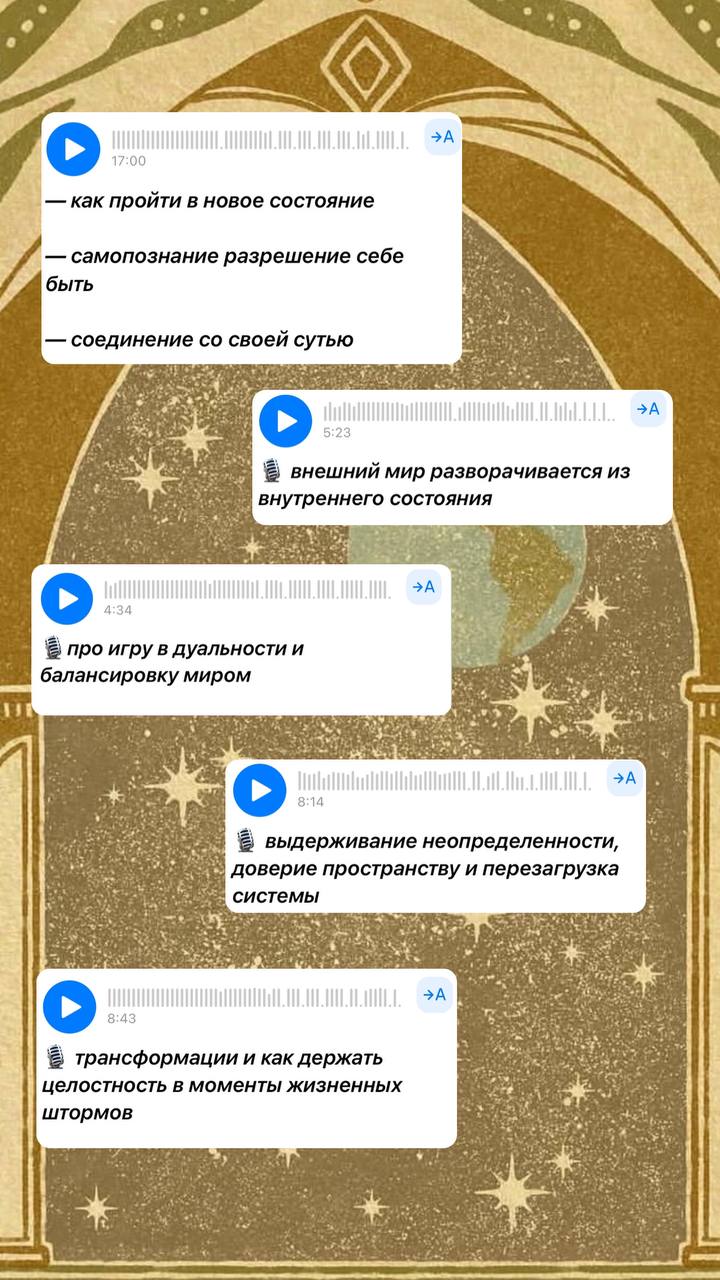 →A
17:00
— как пройти в новое состояние
— самопознание разрешение себе
быть
— соединение со своей сутью
→A
5:23
🎙 внешний мир разворачивается из
внутреннего состояния
→A
4:34
🎙про игру в дуальности и
балансировку миром
→A
8:14
🎙 выдерживание неопределенности,
доверие пространству и перезагрузка
системы
→A
8:43
🎙 трансформации и как держать
целостность в моменты жизненных
штормов